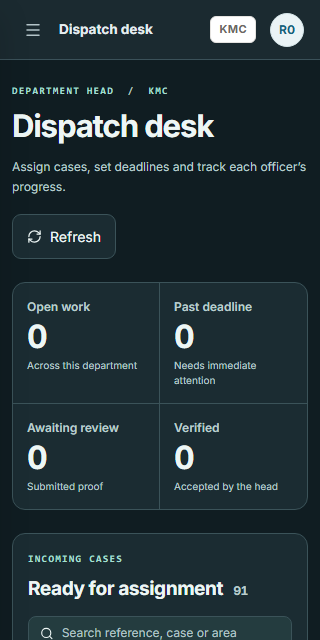 Dispatch desk
KMC
RO
DEPARTMENT HEAD / KMC
Dispatch desk
Assign cases, set deadlines and track each officer's
progress.
Refresh
Open work
0
Across this department
Past deadline
0
Needs immediate
attention
Awaiting review
0
Submitted proof
Verified
0
Accepted by the head
INCOMING CASES
Ready for assignment 91
Search reference, case or area